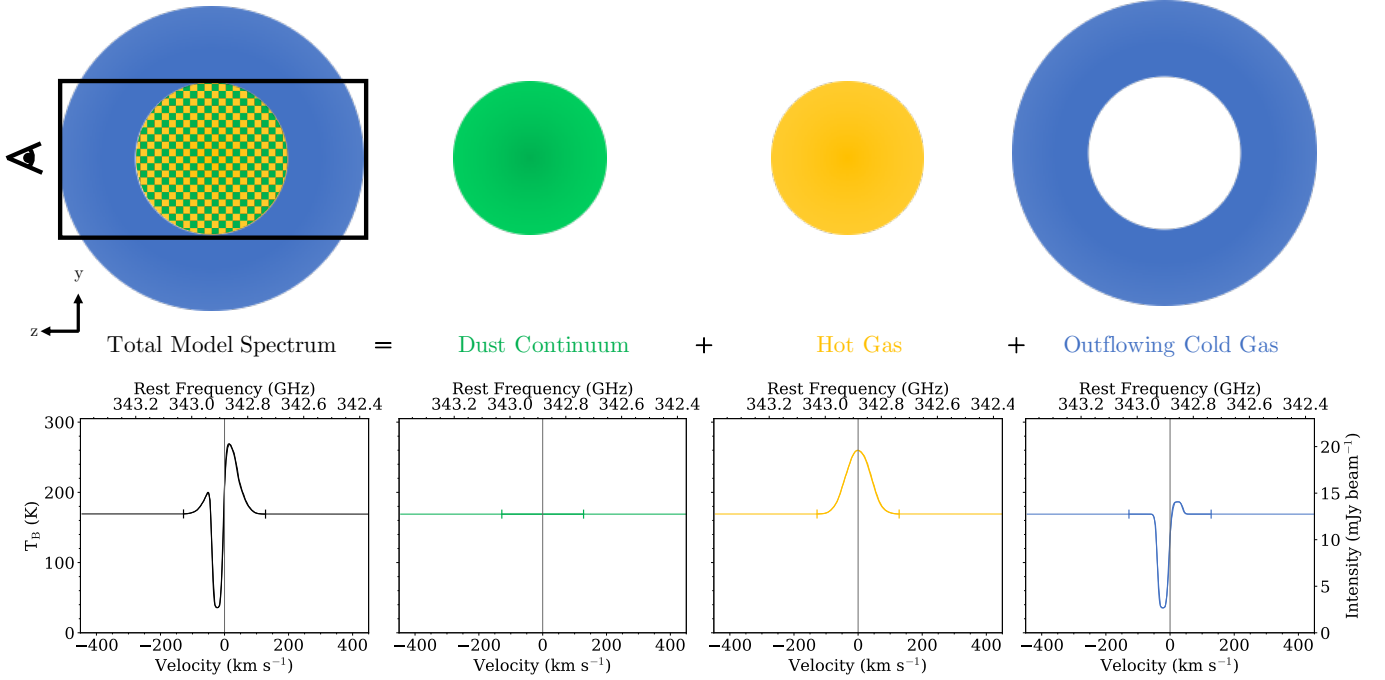 y
z
Total Model Spectrum = Dust Continuum + Hot Gas + Outflowing Cold Gas
Rest Frequency (GHz) Rest Frequency (GHz) Rest Frequency (GHz) Rest Frequency (GHz)
343.2 343.0 342.8 342.6 342.4 343.2 343.0 342.8 342.6 342.4 343.2 343.0 342.8 342.6 342.4 343.2 343.0 342.8 342.6 342.4
300
200
100
0
T_B (K)
20
15
10
5
0
Intensity (mJy beam⁻¹)
−400 −200 0 200 400 −400 −200 0 200 400 −400 −200 0 200 400 −400 −200 0 200 400
Velocity (km s⁻¹) Velocity (km s⁻¹) Velocity (km s⁻¹) Velocity (km s⁻¹)